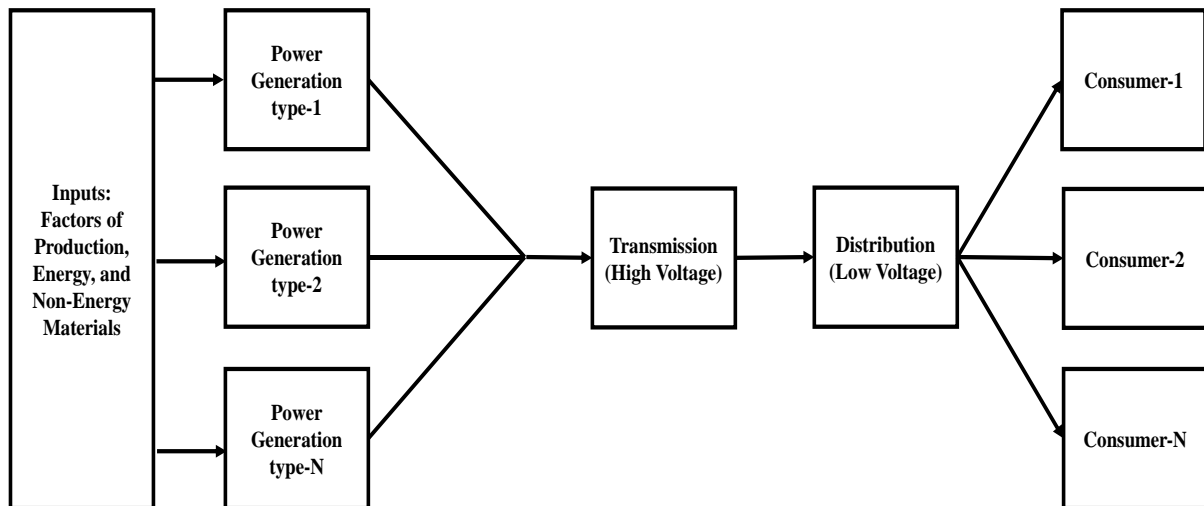 Inputs:
Factors of
Production,
Energy, and
Non-Energy
Materials
Power
Generation
type-1
Power
Generation
type-2
Power
Generation
type-N
Transmission
(High Voltage)
Distribution
(Low Voltage)
Consumer-1
Consumer-2
Consumer-N